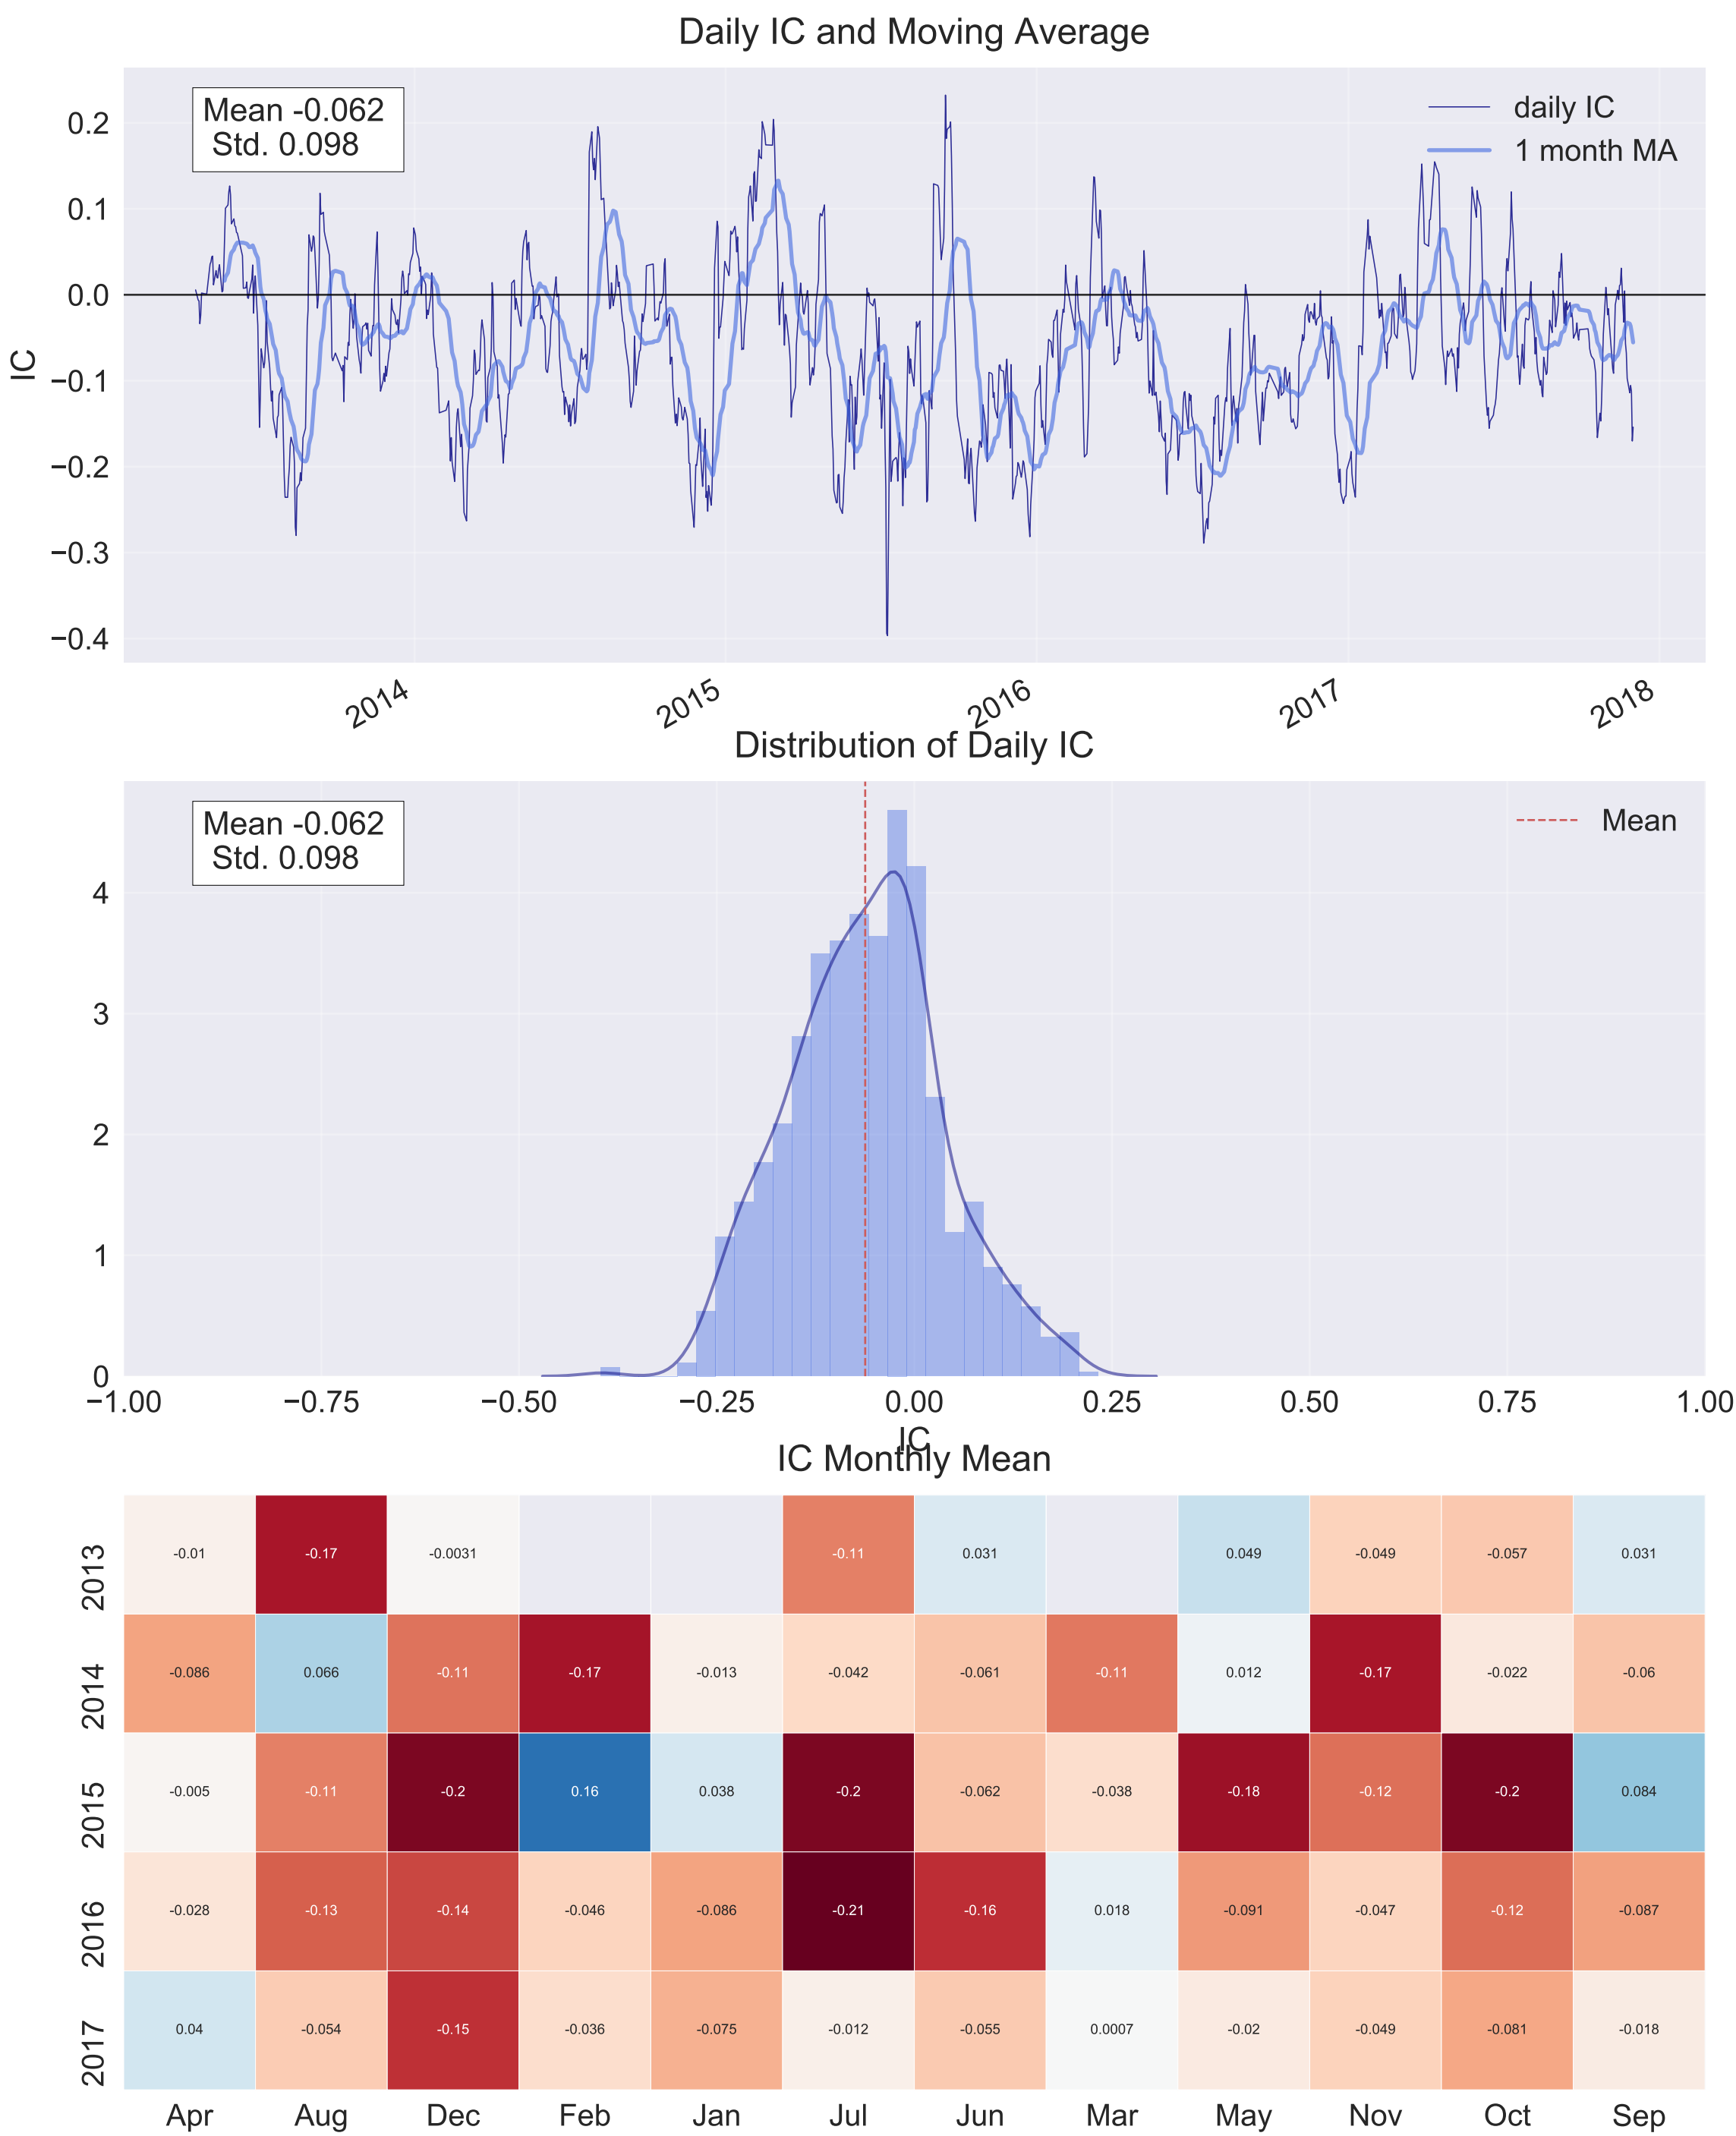 Daily IC and Moving Average
Mean -0.062
Std. 0.098
daily IC
1 month MA
IC
0.2
0.1
0.0
−0.1
−0.2
−0.3
−0.4
2014 2015 2016 2017 2018
Distribution of Daily IC
Mean -0.062
Std. 0.098
Mean
4
3
2
1
0
−1.00 −0.75 −0.50 −0.25 0.00 0.25 0.50 0.75 1.00
IC
IC Monthly Mean
2013 -0.01 -0.17 -0.0031 -0.11 0.031 0.049 -0.049 -0.057 0.031
2014 -0.086 0.066 -0.11 -0.17 -0.013 -0.042 -0.061 -0.11 0.012 -0.17 -0.022 -0.06
2015 -0.005 -0.11 -0.2 0.16 0.038 -0.2 -0.062 -0.038 -0.18 -0.12 -0.2 0.084
2016 -0.028 -0.13 -0.14 -0.046 -0.086 -0.21 -0.16 0.018 -0.091 -0.047 -0.12 -0.087
2017 0.04 -0.054 -0.15 -0.036 -0.075 -0.012 -0.055 0.0007 -0.02 -0.049 -0.081 -0.018
Apr Aug Dec Feb Jan Jul Jun Mar May Nov Oct Sep